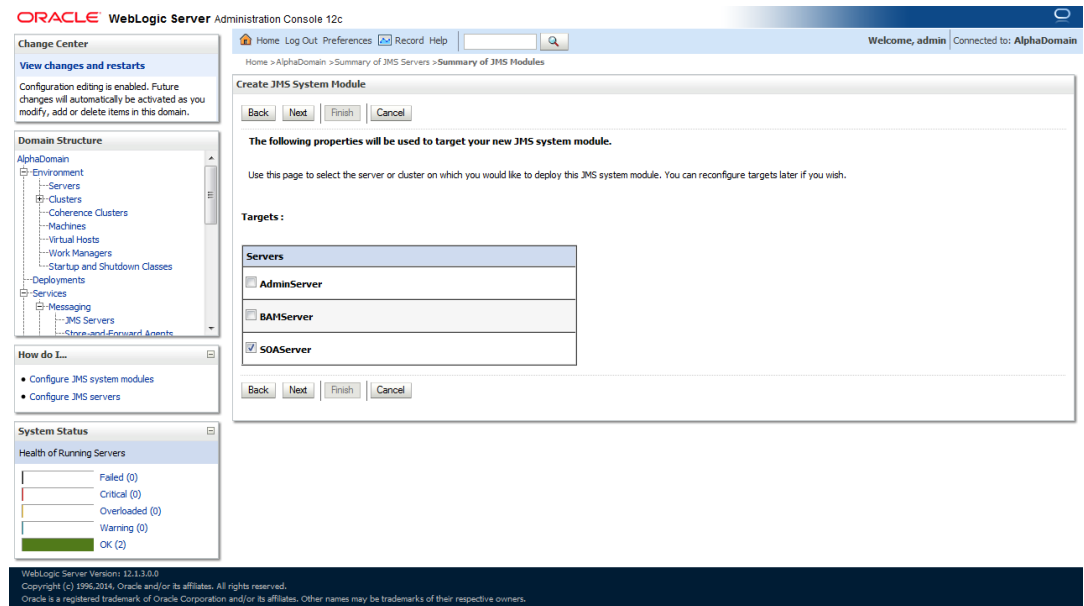 ORACLE WebLogic Server Administration Console 12c
Change Center
View changes and restarts
Configuration editing is enabled. Future
changes will automatically be activated as you
modify, add or delete items in this domain.
Domain Structure
AlphaDomain
Environment
Servers
Clusters
Coherence Clusters
Machines
Virtual Hosts
Work Managers
Startup and Shutdown Classes
Deployments
Services
Messaging
JMS Servers
Store-and-Forward Agents
How do I...
Configure JMS system modules
Configure JMS servers
System Status
Health of Running Servers
Failed (0)
Critical (0)
Overloaded (0)
Warning (0)
OK (2)
Home Log Out Preferences Record Help
Welcome, admin Connected to: AlphaDomain
Home >AlphaDomain >Summary of JMS Servers >Summary of JMS Modules
Create JMS System Module
Back Next Finish Cancel
The following properties will be used to target your new JMS system module.
Use this page to select the server or cluster on which you would like to deploy this JMS system module. You can reconfigure targets later if you wish.
Targets :
Servers
AdminServer
BAMServer
SOAServer
Back Next Finish Cancel
WebLogic Server Version: 12.1.3.0.0
Copyright (c) 1996,2014, Oracle and/or its affiliates. All rights reserved.
Oracle is a registered trademark of Oracle Corporation and/or its affiliates. Other names may be trademarks of their respective owners.